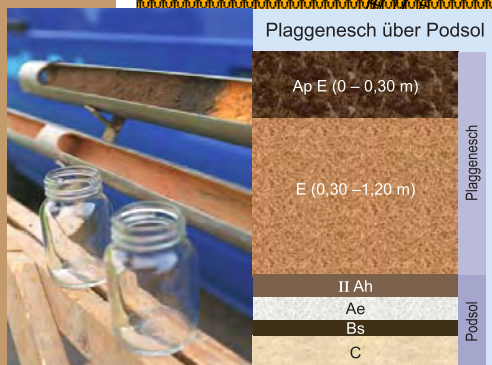 Plaggenesch über Podsol
Ap E (0 – 0,30 m)
E (0,30 –1,20 m)
II Ah
Ae
Bs
C
Plaggenesch
Podsol